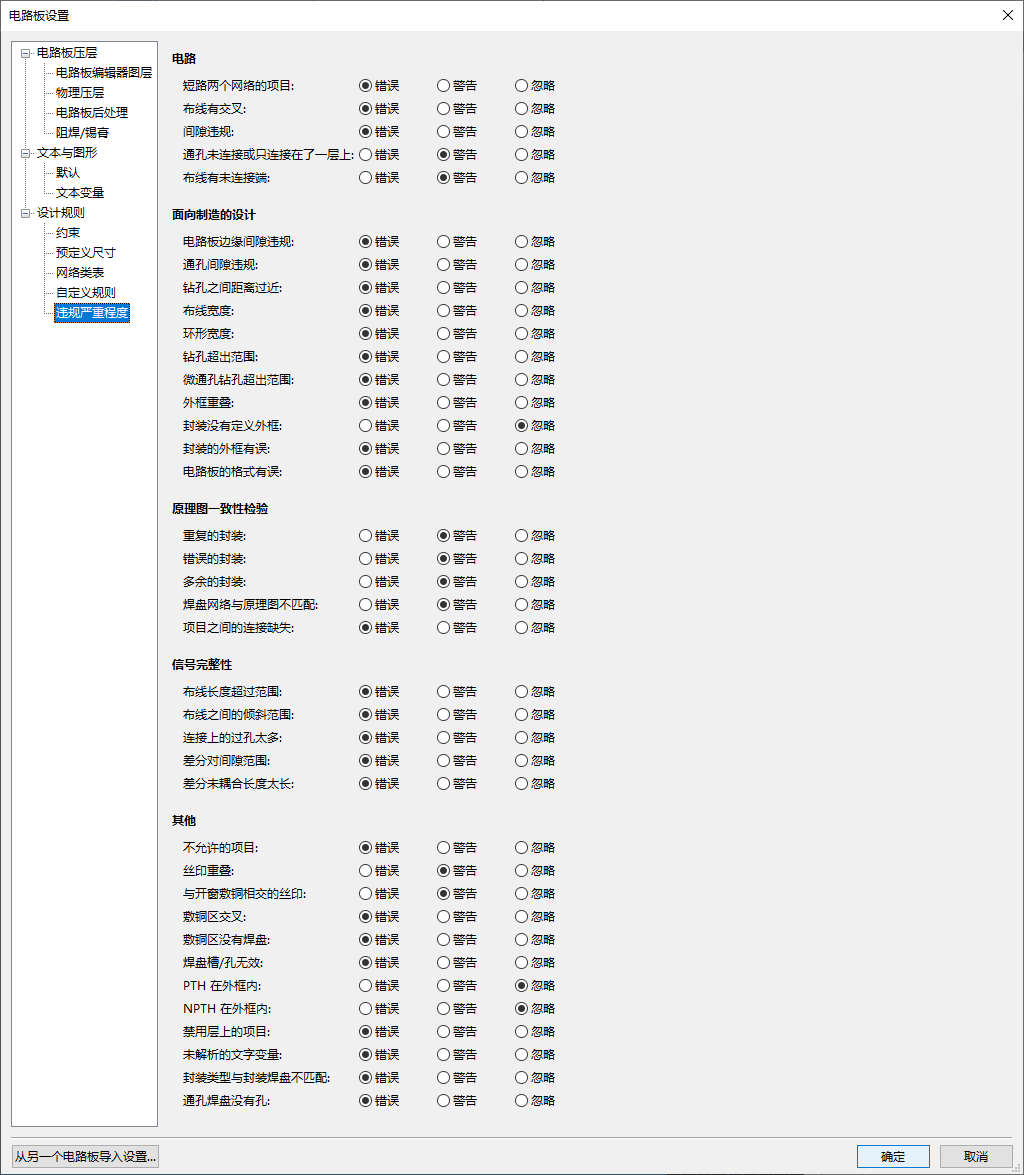 电路板设置
电路板压层
电路板编辑器图层
物理压层
电路板后处理
阻焊/锡膏
文本与图形
默认
文本变量
设计规则
约束
预定义尺寸
网络类表
自定义规则
违规严重程度
电路
短路两个网络的项目: 错误 警告 忽略
布线有交叉: 错误 警告 忽略
间隙违规: 错误 警告 忽略
通孔未连接或只连接在了一层上: 错误 警告 忽略
布线有未连接端: 错误 警告 忽略
面向制造的设计
电路板边缘间隙违规: 错误 警告 忽略
通孔间隙违规: 错误 警告 忽略
钻孔之间距离过近: 错误 警告 忽略
布线宽度: 错误 警告 忽略
环形宽度: 错误 警告 忽略
钻孔超出范围: 错误 警告 忽略
微通孔钻孔超出范围: 错误 警告 忽略
外框重叠: 错误 警告 忽略
封装没有定义外框: 错误 警告 忽略
封装的外框有误: 错误 警告 忽略
电路板的格式有误: 错误 警告 忽略
原理图一致性检验
重复的封装: 错误 警告 忽略
错误的封装: 错误 警告 忽略
多余的封装: 错误 警告 忽略
焊盘网络与原理图不匹配: 错误 警告 忽略
项目之间的连接缺失: 错误 警告 忽略
信号完整性
布线长度超过范围: 错误 警告 忽略
布线之间的倾斜范围: 错误 警告 忽略
连接上的过孔太多: 错误 警告 忽略
差分对间隙范围: 错误 警告 忽略
差分未耦合长度太长: 错误 警告 忽略
其他
不允许的项目: 错误 警告 忽略
丝印重叠: 错误 警告 忽略
与开窗敷铜相交的丝印: 错误 警告 忽略
敷铜区交叉: 错误 警告 忽略
敷铜区没有焊盘: 错误 警告 忽略
焊盘槽/孔无效: 错误 警告 忽略
PTH 在外框内: 错误 警告 忽略
NPTH 在外框内: 错误 警告 忽略
禁用层上的项目: 错误 警告 忽略
未解析的文字变量: 错误 警告 忽略
封装类型与封装焊盘不匹配: 错误 警告 忽略
通孔焊盘没有孔: 错误 警告 忽略
从另一个电路板导入设置... 确定 取消